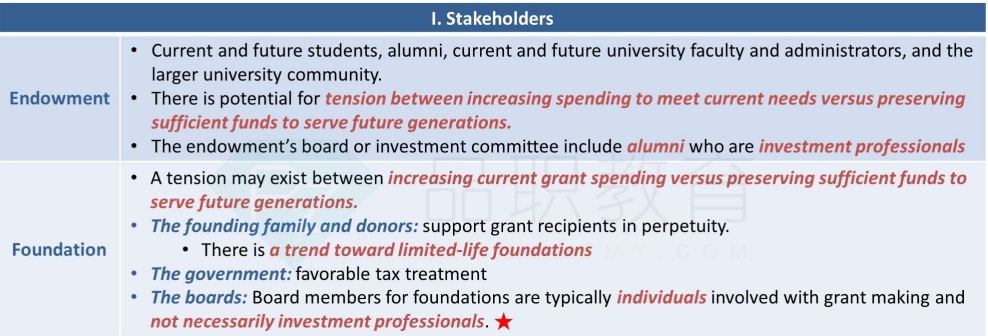 I. Stakeholders
Endowment
• Current and future students, alumni, current and future university faculty and administrators, and the
larger university community.
• There is potential for tension between increasing spending to meet current needs versus preserving
sufficient funds to serve future generations.
• The endowment's board or investment committee include alumni who are investment professionals
Foundation
• A tension may exist between increasing current grant spending versus preserving sufficient funds to
serve future generations.
• The founding family and donors: support grant recipients in perpetuity.
• There is a trend toward limited-life foundations
• The government: favorable tax treatment
• The boards: Board members for foundations are typically individuals involved with grant making and
not necessarily investment professionals. ★
品职教育